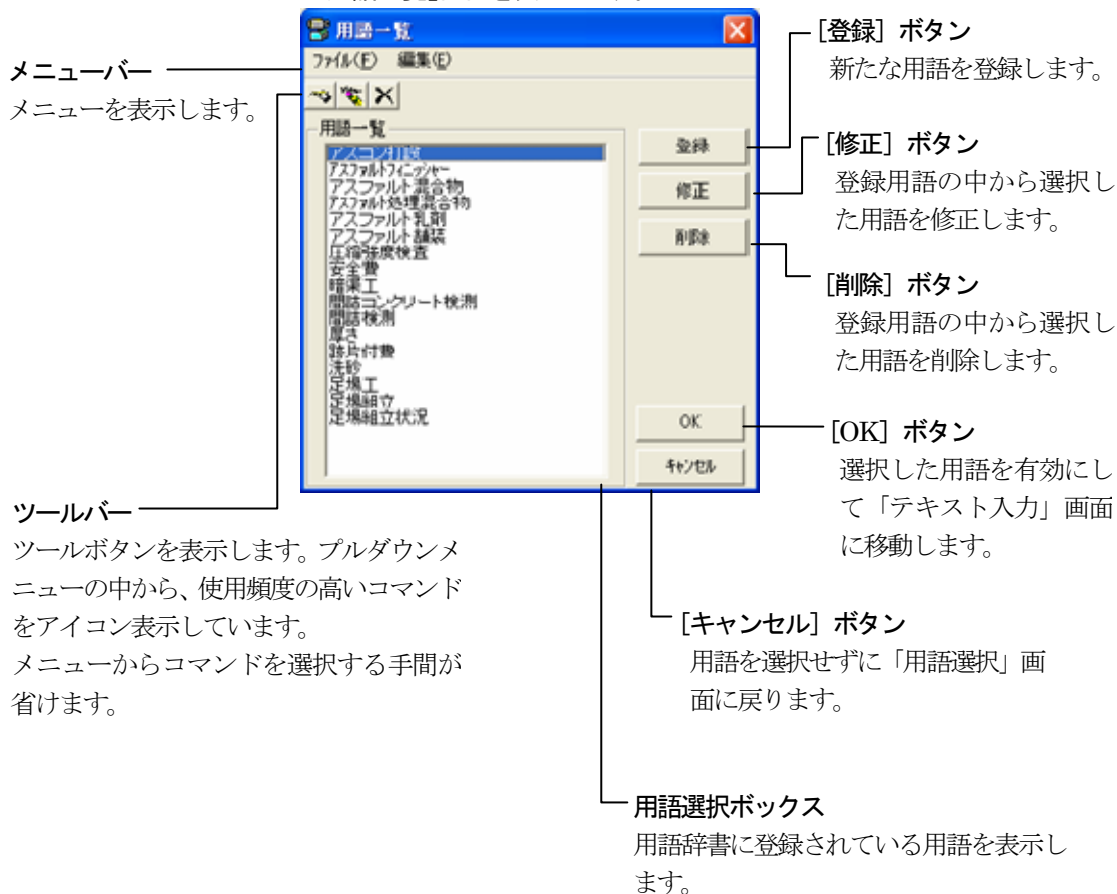 用語一覧
ファイル(F) 編集(E)
用語一覧
アスコン打設
アスファルトフィニッシャー
アスファルト混合物
アスファルト処理混合物
アスファルト乳剤
アスファルト舗装
圧縮強度検査
安全費
暗渠工
間詰コンクリート検測
間詰検測
厚さ
跡片付費
洗砂
足場工
足場組立
足場組立状況
登録
修正
削除
OK
キャンセル
メニューバー
メニューを表示します。
ツールバー
ツールボタンを表示します。プルダウンメ
ニューの中から、使用頻度の高いコマンド
をアイコン表示しています。
メニューからコマンドを選択する手間が
省けます。
[登録] ボタン
新たな用語を登録します。
[修正] ボタン
登録用語の中から選択し
た用語を修正します。
[削除] ボタン
登録用語の中から選択し
た用語を削除します。
[OK] ボタン
選択した用語を有効にし
て「テキスト入力」画面
に移動します。
[キャンセル] ボタン
用語を選択せずに「用語選択」画
面に戻ります。
用語選択ボックス
用語辞書に登録されている用語を表示し
ます。